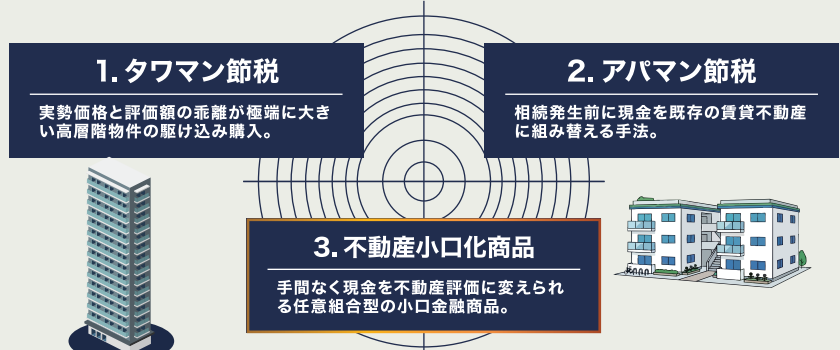 1. タワマン節税
実勢価格と評価額の乖離が極端に大き
い高層階物件の駆け込み購入。
2. アパマン節税
相続発生前に現金を既存の賃貸不動産
に組み替える手法。
3. 不動産小口化商品
手間なく現金を不動産評価に変えられ
る任意組合型の小口金融商品。